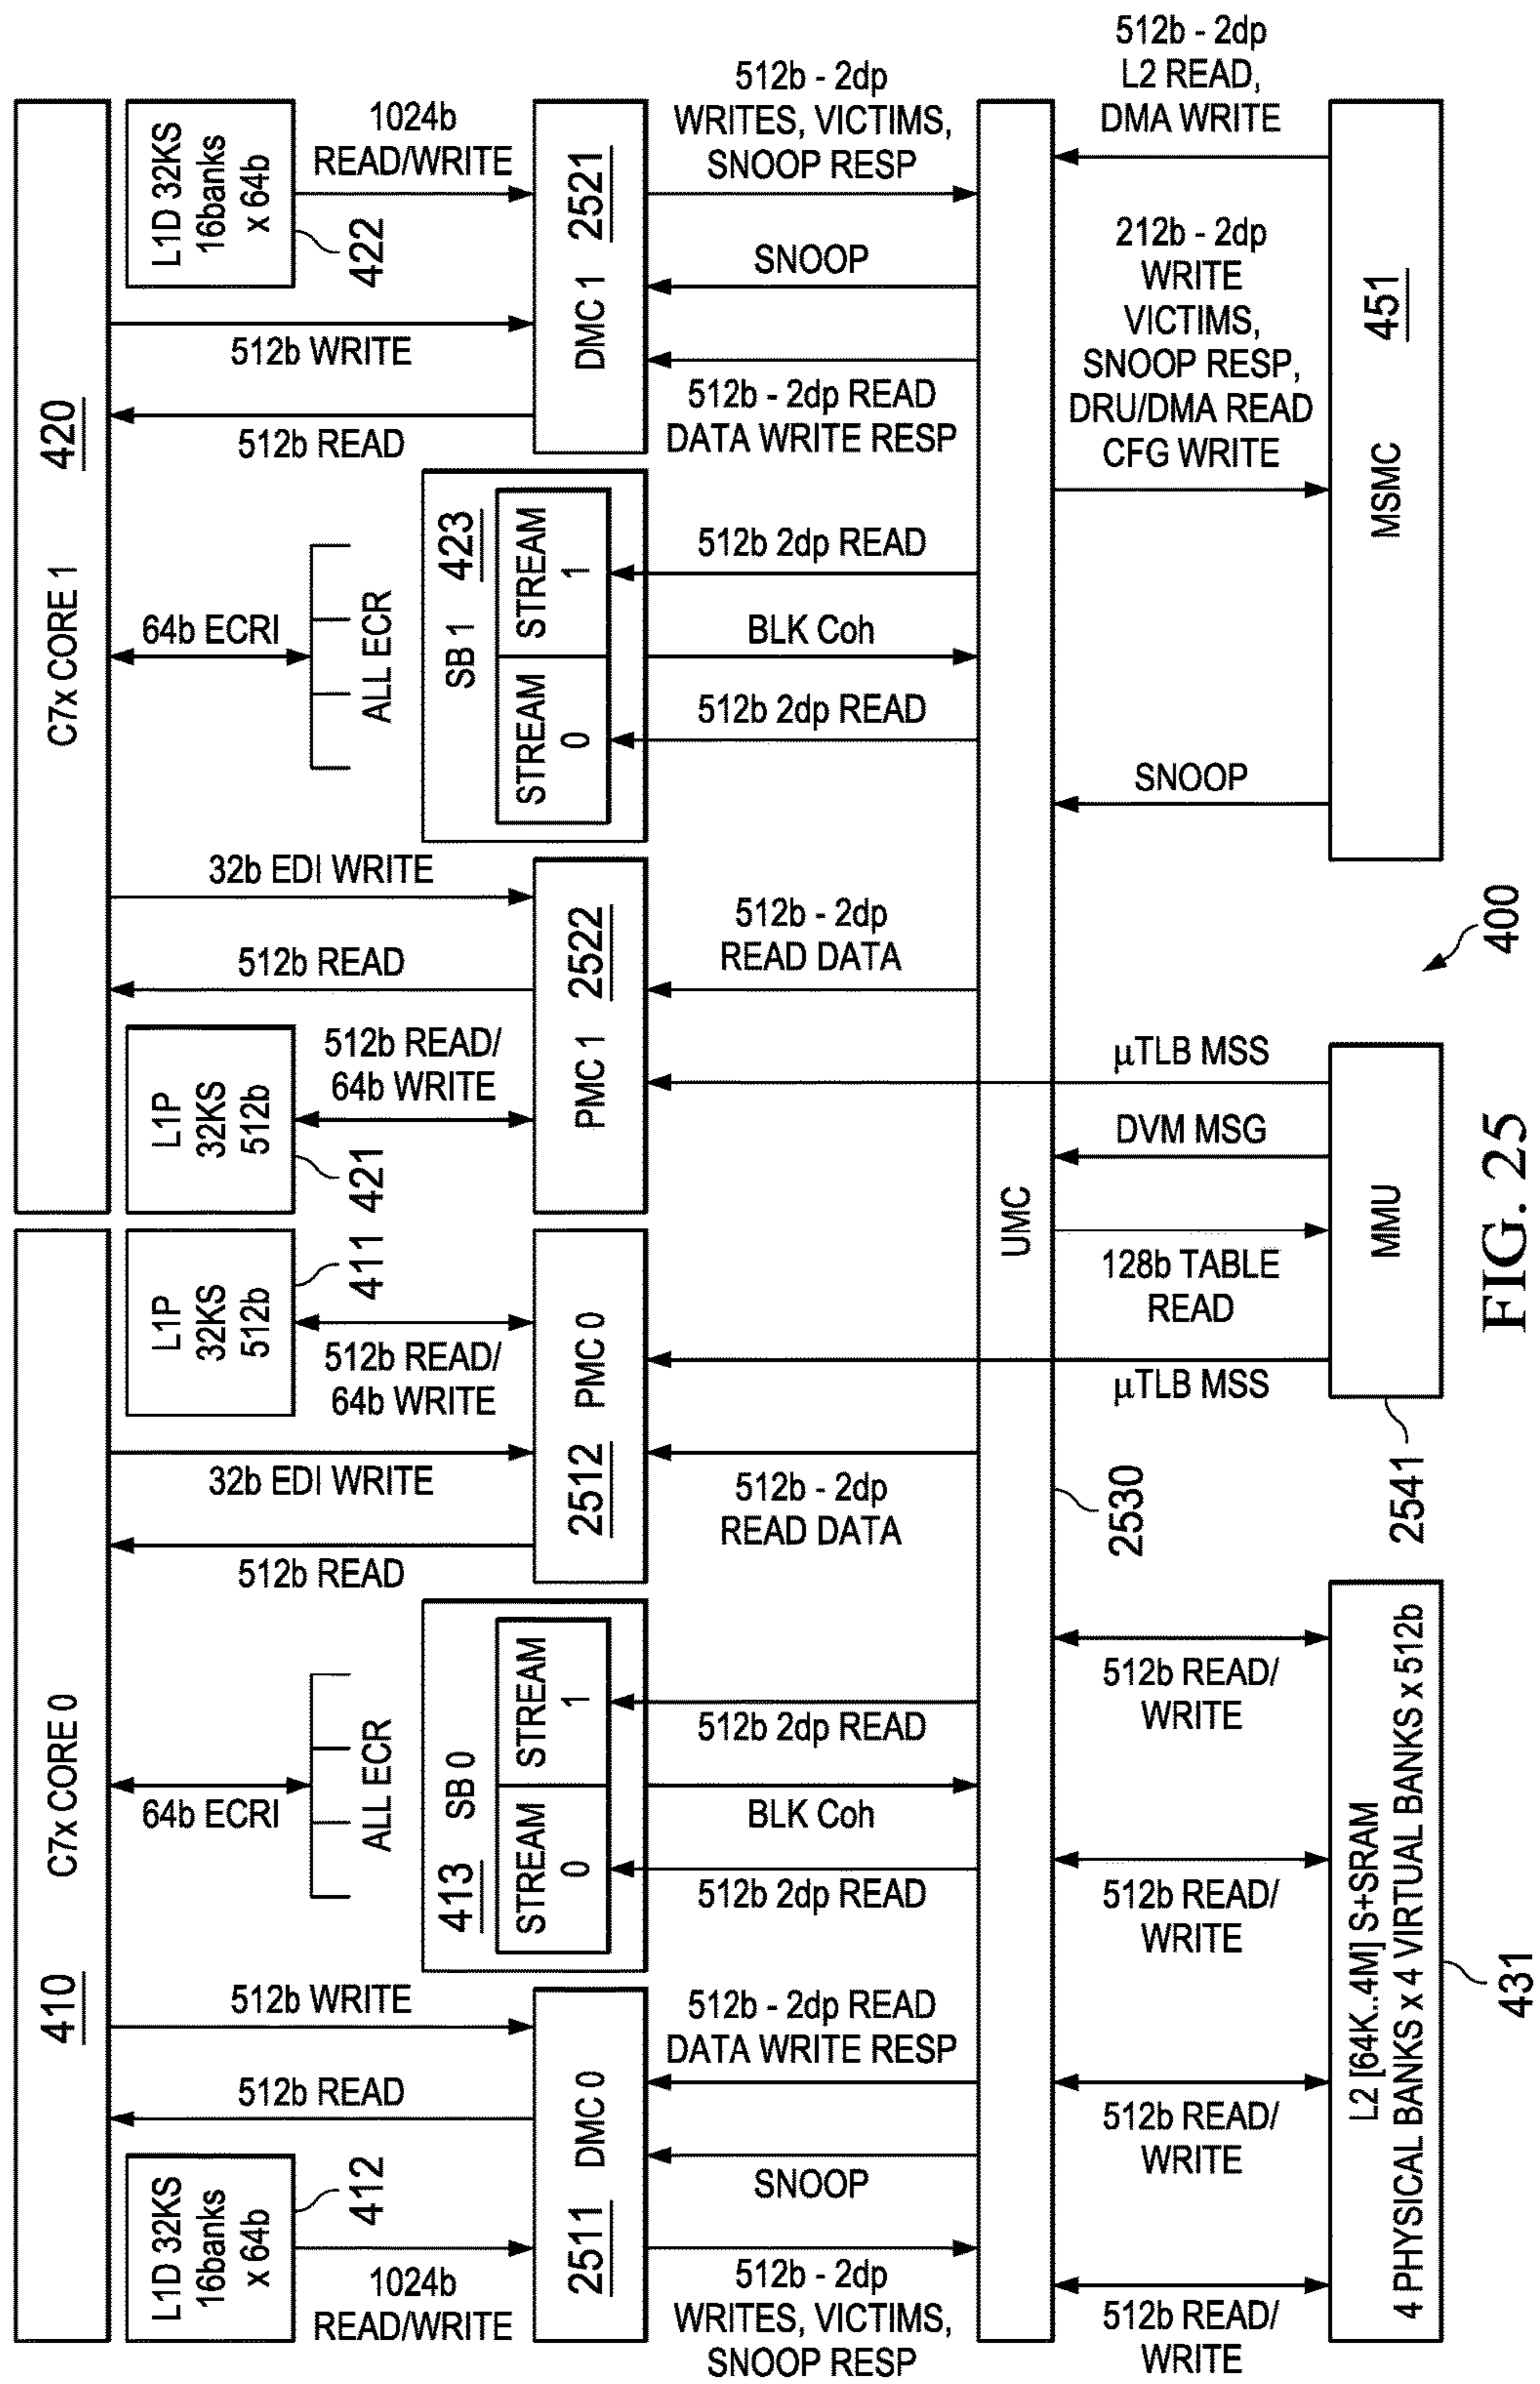 C7x CORE 0
410
C7x CORE 1
420
L1D 32KS
16banks
x 64b
412
1024b
READ/WRITE
512b READ
512b WRITE
64b ECRI
ALL ECR
512b READ
32b EDI WRITE
L1P
32KS
512b
411
512b READ/
64b WRITE
L1P
32KS
512b
421
512b READ/
64b WRITE
512b READ
32b EDI WRITE
64b ECRI
ALL ECR
512b READ
512b WRITE
L1D 32KS
16banks
x 64b
422
1024b
READ/WRITE
2511
DMC 0
413
SB 0
STREAM
0
STREAM
1
2512
PMC 0
PMC 1
2522
SB 1
423
STREAM
0
STREAM
1
DMC 1
2521
512b - 2dp
WRITES, VICTIMS,
SNOOP RESP
SNOOP
512b - 2dp READ
DATA WRITE RESP
512b 2dp READ
BLK Coh
512b 2dp READ
512b - 2dp
READ DATA
512b - 2dp
READ DATA
512b 2dp READ
BLK Coh
512b 2dp READ
512b - 2dp READ
DATA WRITE RESP
SNOOP
512b - 2dp
WRITES, VICTIMS,
SNOOP RESP
UMC
2530
512b READ/
WRITE
512b READ/
WRITE
512b READ/
WRITE
512b READ/
WRITE
µTLB MSS
128b TABLE
READ
DVM MSG
µTLB MSS
SNOOP
212b - 2dp
WRITE
VICTIMS,
SNOOP RESP,
DRU/DMA READ
CFG WRITE
512b - 2dp
L2 READ,
DMA WRITE
L2 [64K..4M] S+SRAM
4 PHYSICAL BANKS x 4 VIRTUAL BANKS x 512b
431
MMU
2541
MSMC
451
400
FIG. 25